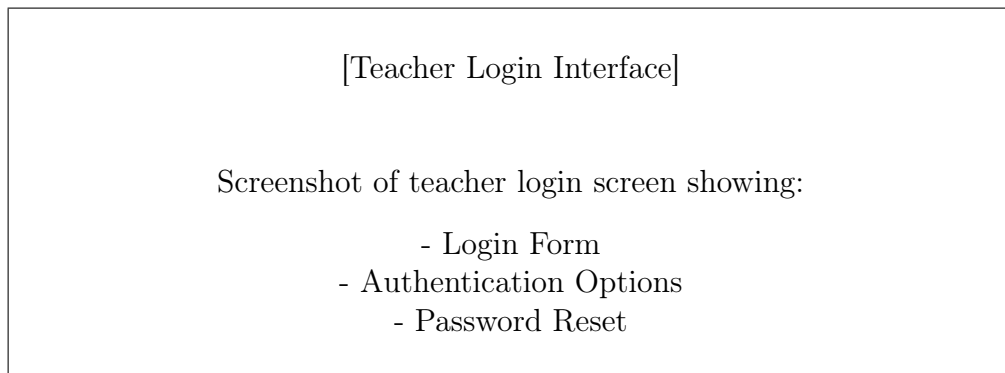 [Teacher Login Interface]
Screenshot of teacher login screen showing:
- Login Form
- Authentication Options
- Password Reset